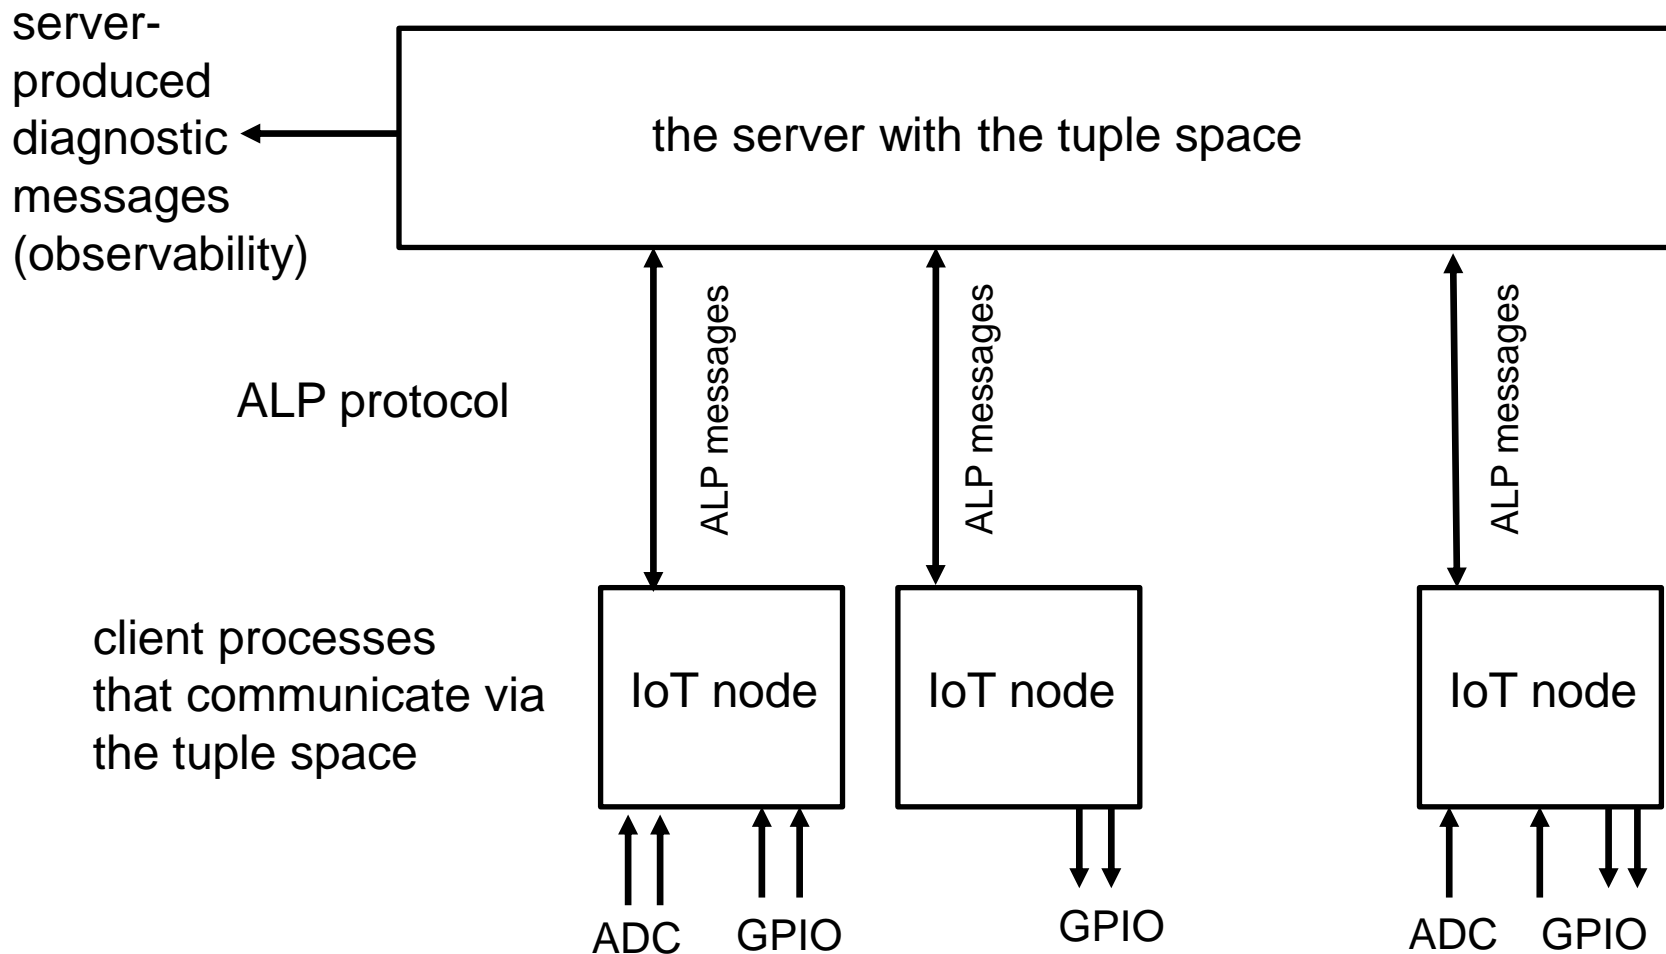 server-
produced
diagnostic
messages
(observability)
the server with the tuple space
ALP messages
ALP messages
ALP messages
ALP protocol
client processes
that communicate via
the tuple space
IoT node
IoT node
IoT node
ADC
GPIO
GPIO
ADC
GPIO